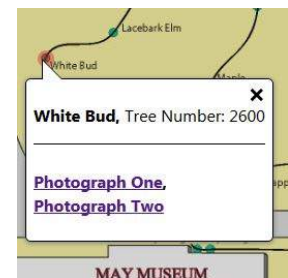 Lacebark Elm
White Bud
Maple
×
White Bud, Tree Number: 2600
Photograph One,
Photograph Two
MAY MUSEUM